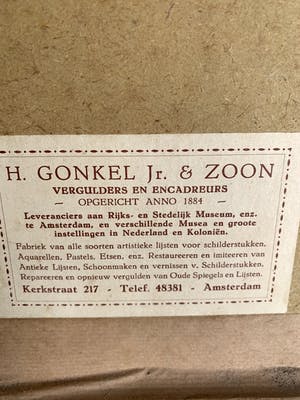 H. GONKEL Jr. & ZOON
VERGULDERS EN ENCADREURS
— OPGERICHT ANNO 1884 —
Leveranciers aan Rijks- en Stedelijk Museum, enz.
te Amsterdam, en verschillende Musea en groote
instellingen in Nederland en Koloniën.
Fabriek van alle soorten artistieke lijsten voor schilderstukken.
Aquarellen, Pastels, Etsen, enz. Restaureeren en imiteeren van
Antieke Lijsten, Schoonmaken en vernissen v. Schilderstukken.
Repareeren en opnieuw vergulden van Oude Spiegels en Lijsten.
Kerkstraat 217 - Telef. 48381 - Amsterdam